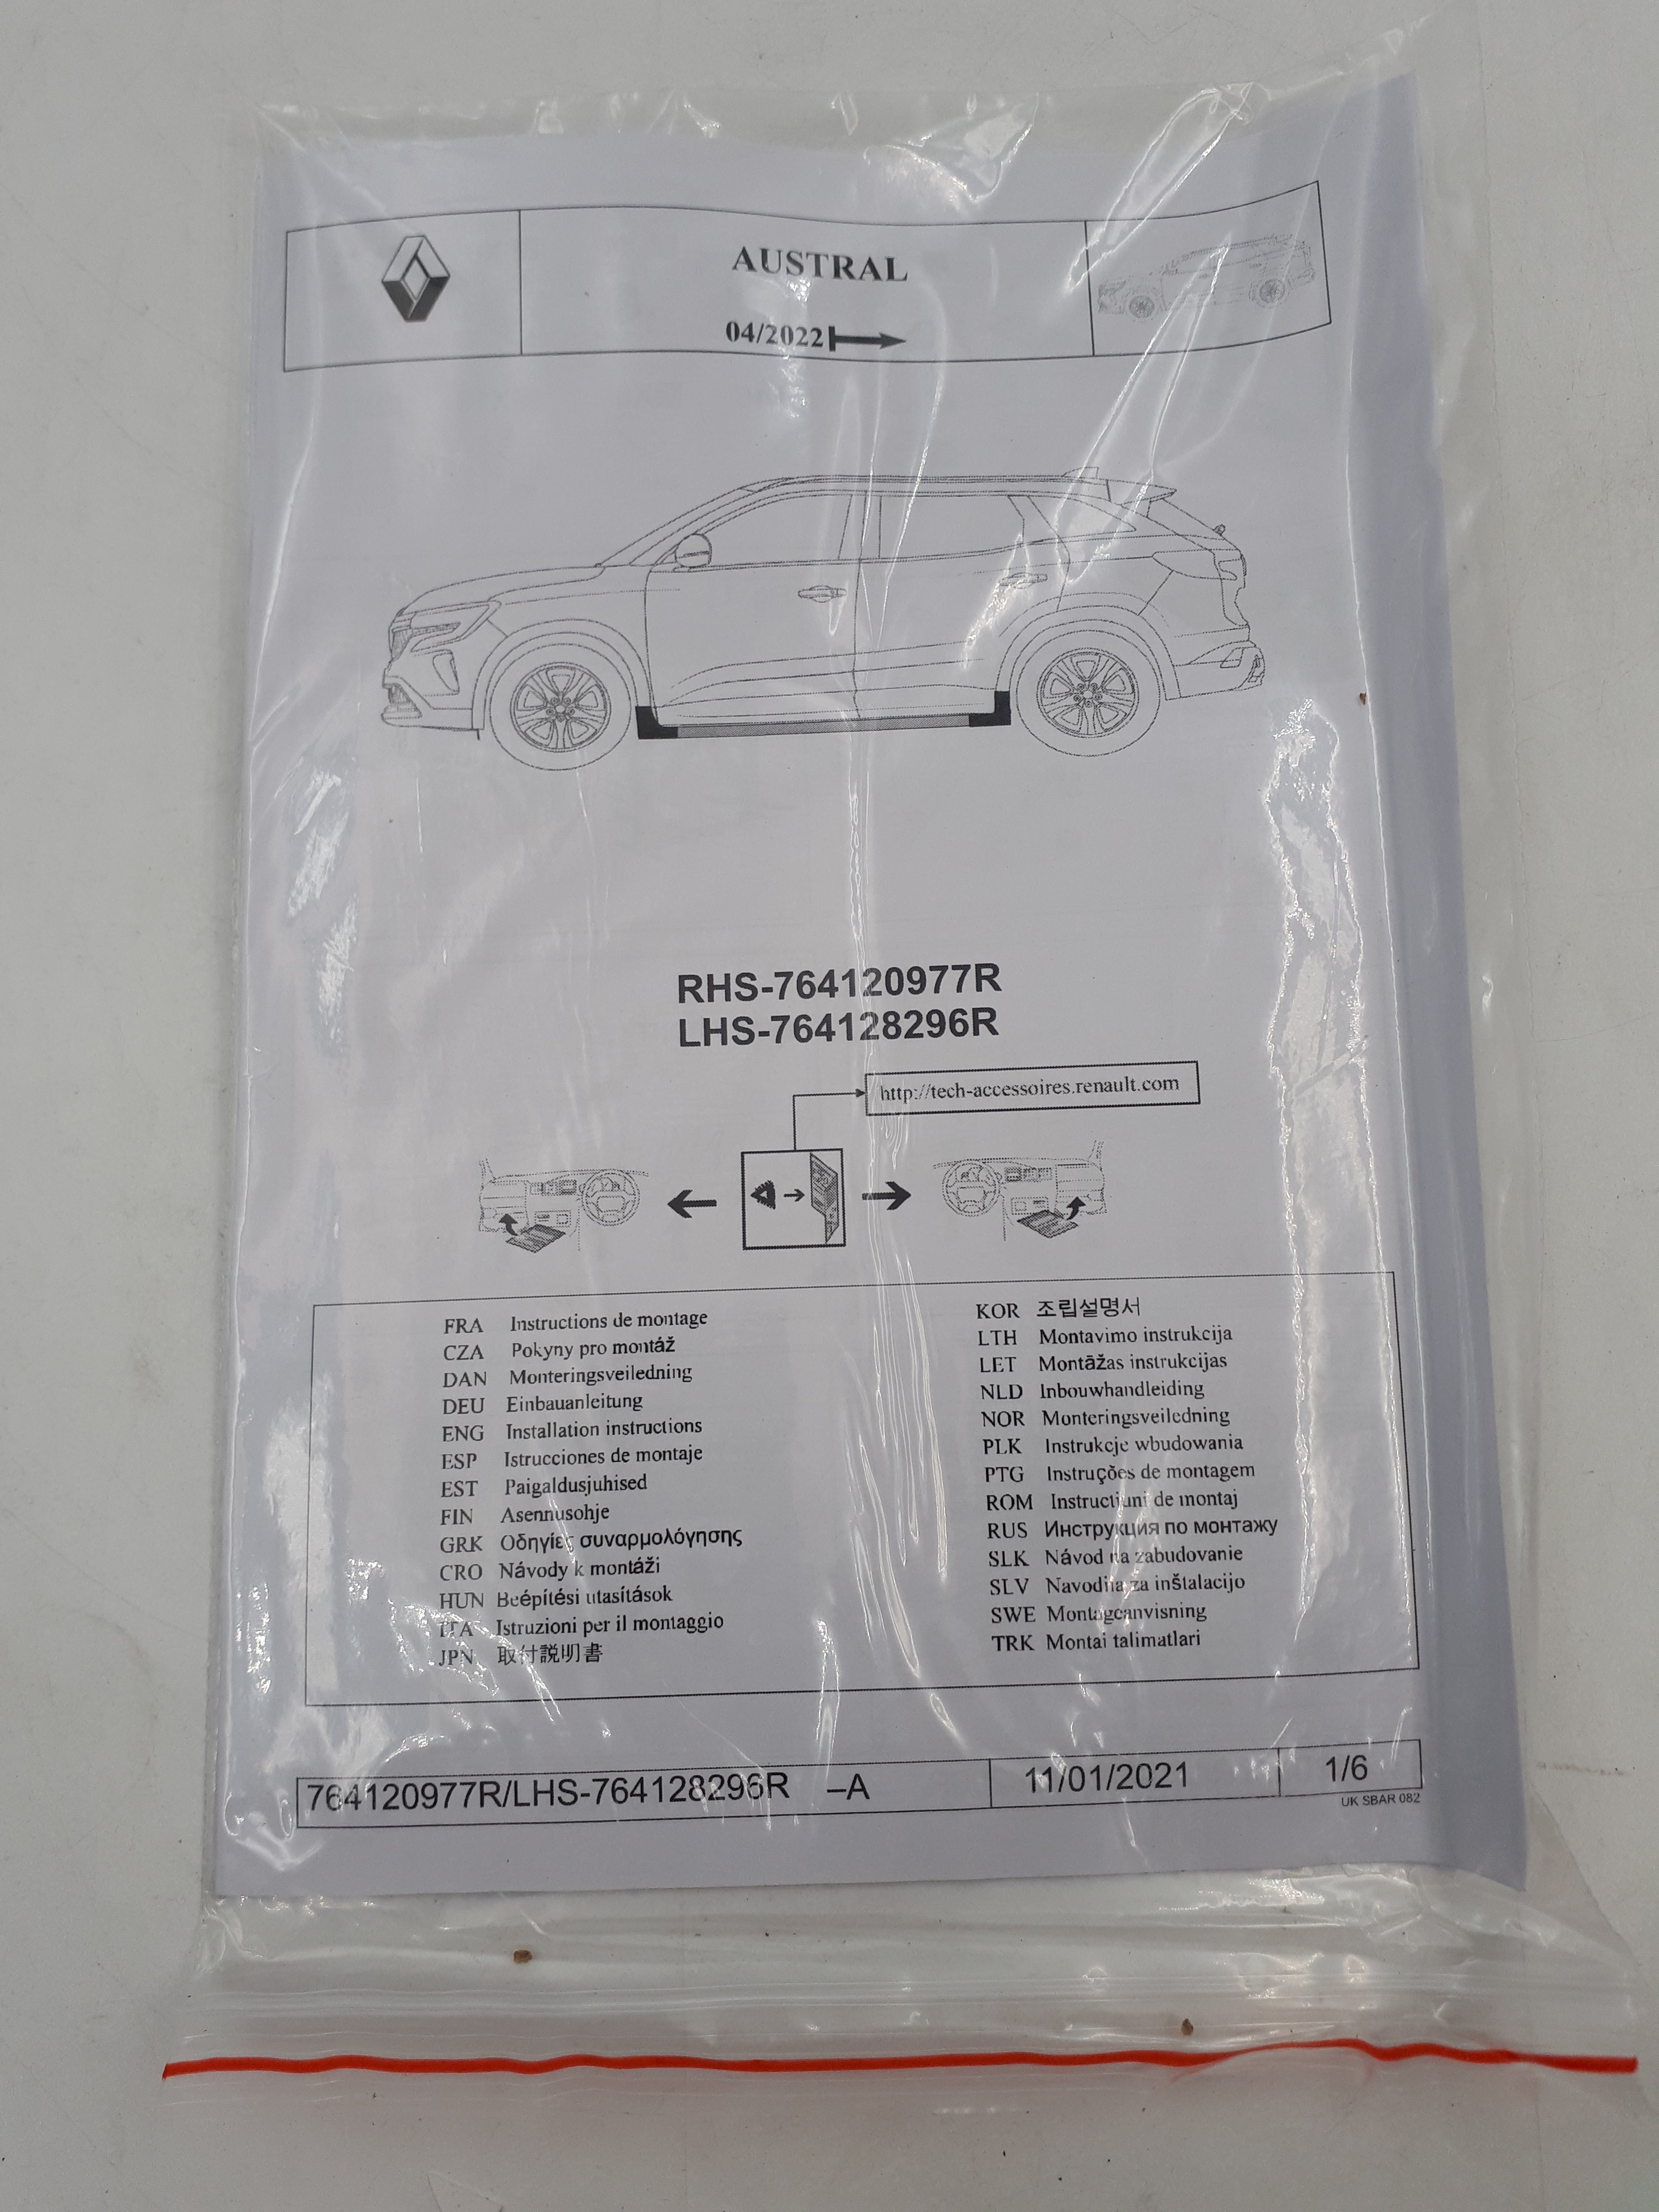 AUSTRAL
04/2022
RHS-764120977R
LHS-764128296R
http://tech-accessoires.renault.com
FRA Instructions de montage
CZA Pokyny pro montáž
DAN Monteringsveiledning
DEU Einbauanleitung
ENG Installation instructions
ESP Istrucciones de montaje
EST Paigaldusjuhised
FIN Asennusohje
GRK Οδηγίες συναρμολόγησης
CRO Návody k montáži
HUN Beépítési utasítások
ITA Istruzioni per il montaggio
JPN 取付説明書
KOR 조립설명서
LTH Montavimo instrukcija
LET Montāžas instrukcijas
NLD Inbouwhandleiding
NOR Monteringsveiledning
PLK Instrukcje wbudowania
PTG Instruções de montagem
ROM Instructiuni de montaj
RUS Инструкция по монтажу
SLK Návod na zabudovanie
SLV Navodila za inštalacijo
SWE Montageanvisning
TRK Montai talimatlari
764120977R/LHS-764128296R –A 11/01/2021 1/6
UK SBAR 082